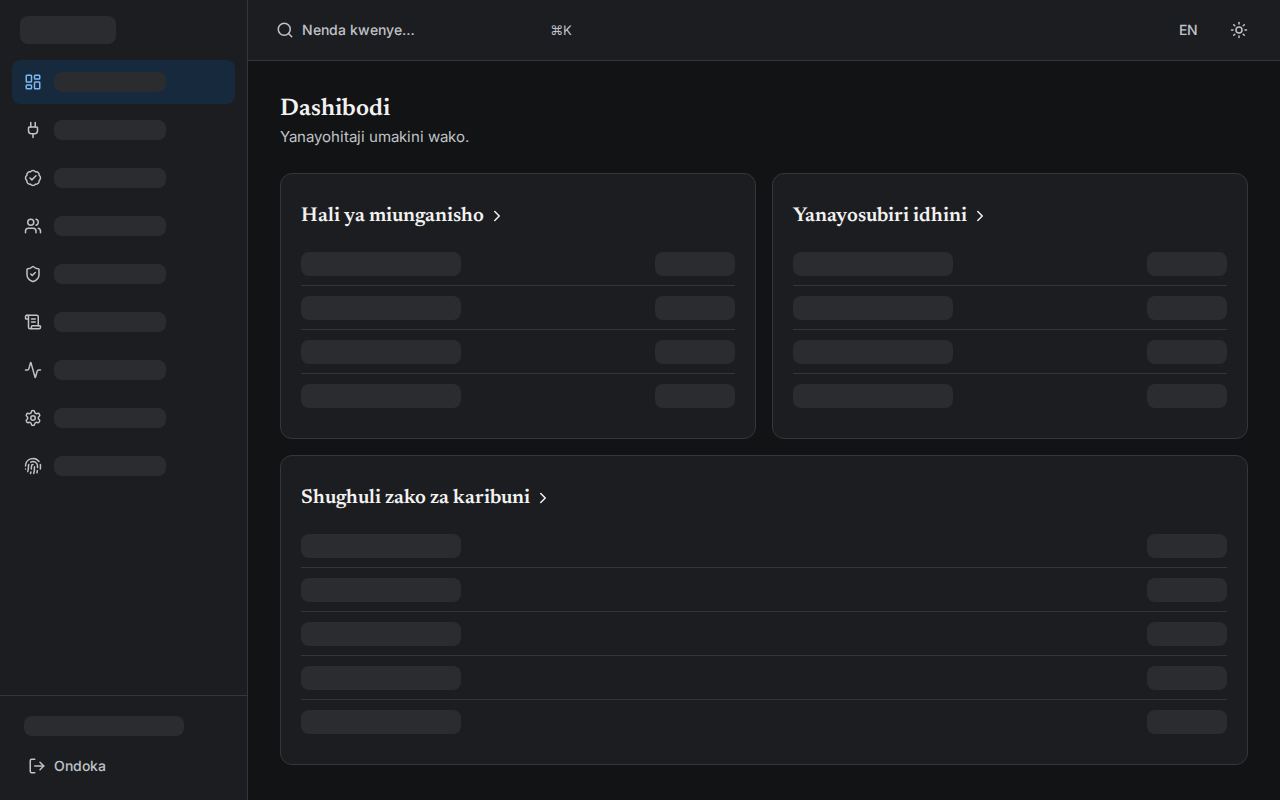 Nenda kwenye... ⌘K
EN
Dashibodi
Yanayohitaji umakini wako.
Hali ya miunganisho
Yanayosubiri idhini
Shughuli zako za karibuni
Ondoka